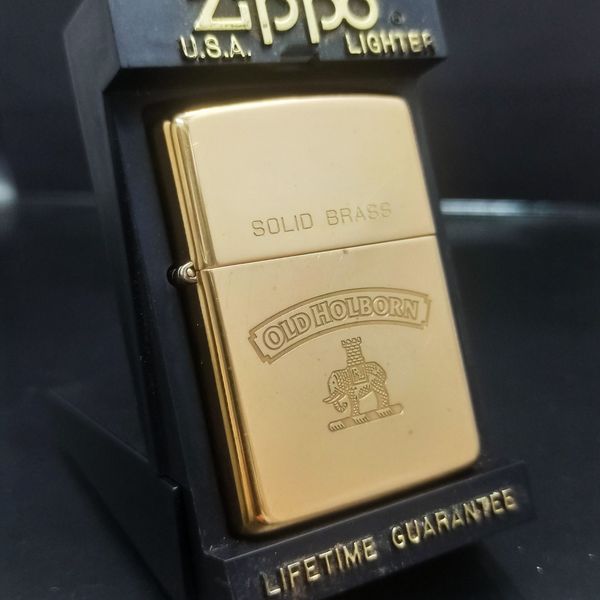 Zippo®
U.S.A. LIGHTER
SOLID BRASS
OLD HOLBORN
LIFETIME GUARANTEE